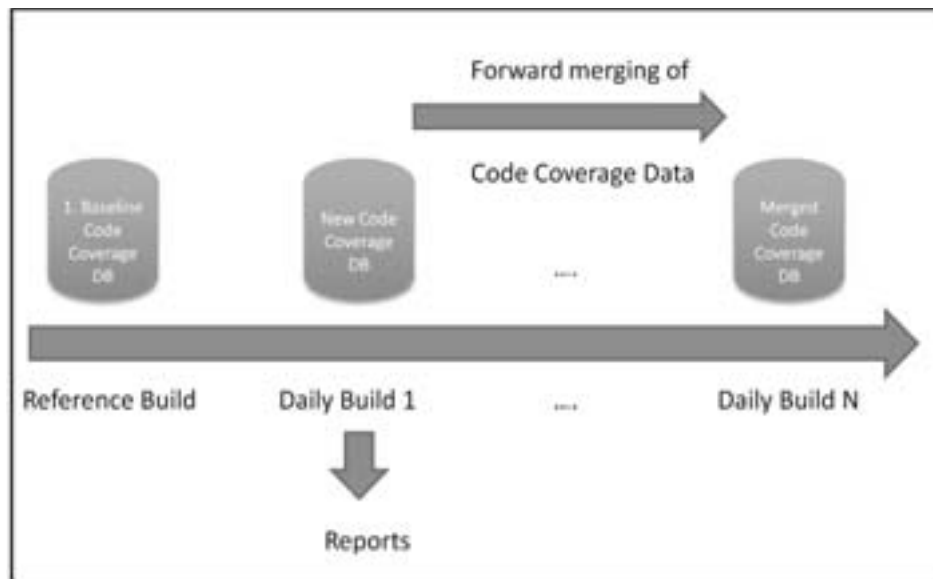 Forward merging of
Code Coverage Data
1. Baseline
Code
Coverage
DB
New Code
Coverage
DB
....
Merged
Code
Coverage
DB
Reference Build
Daily Build 1
....
Daily Build N
Reports